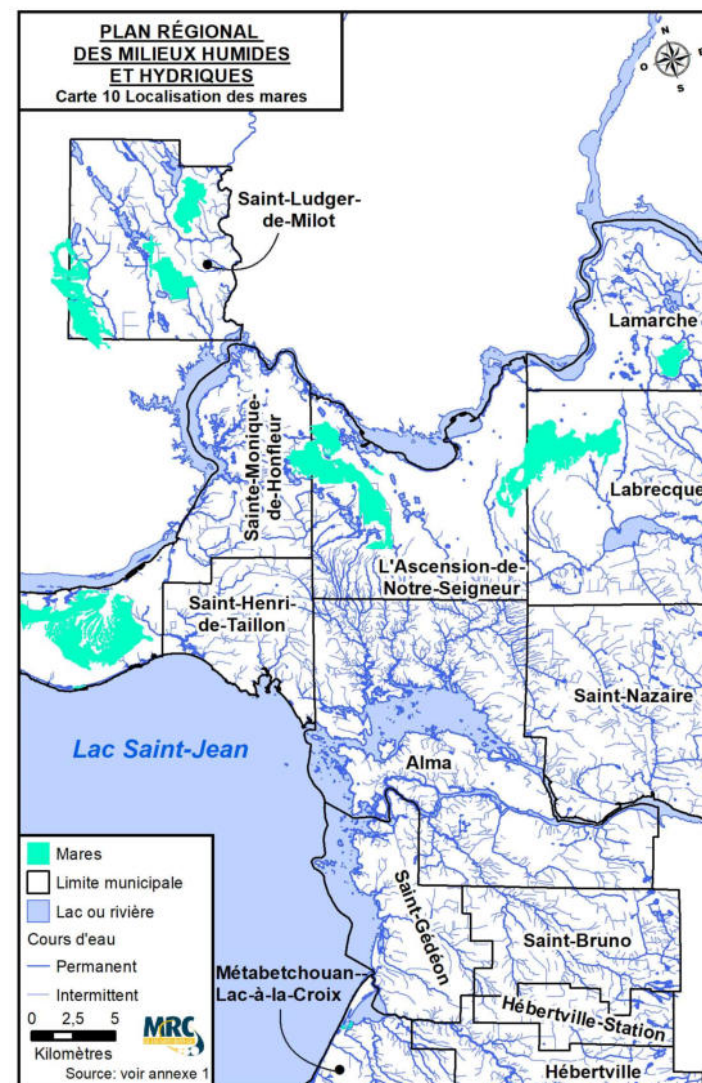 PLAN RÉGIONAL
DES MILIEUX HUMIDES
ET HYDRIQUES
Carte 10 Localisation des mares
N
E
S
O
Saint-Ludger-
de-Milot
Lamarche
Sainte-Monique-
de-Honfleur
Labrecque
L'Ascension-de-
Notre-Seigneur
Saint-Henri-
de-Taillon
Saint-Nazaire
Lac Saint-Jean
Alma
Saint-Gédéon
Saint-Bruno
Métabetchouan--
Lac-à-la-Croix
Hébertville-Station
Hébertville
Mares
Limite municipale
Lac ou rivière
Cours d'eau
Permanent
Intermittent
0 2,5 5
Kilomètres
MRC
Source: voir annexe 1